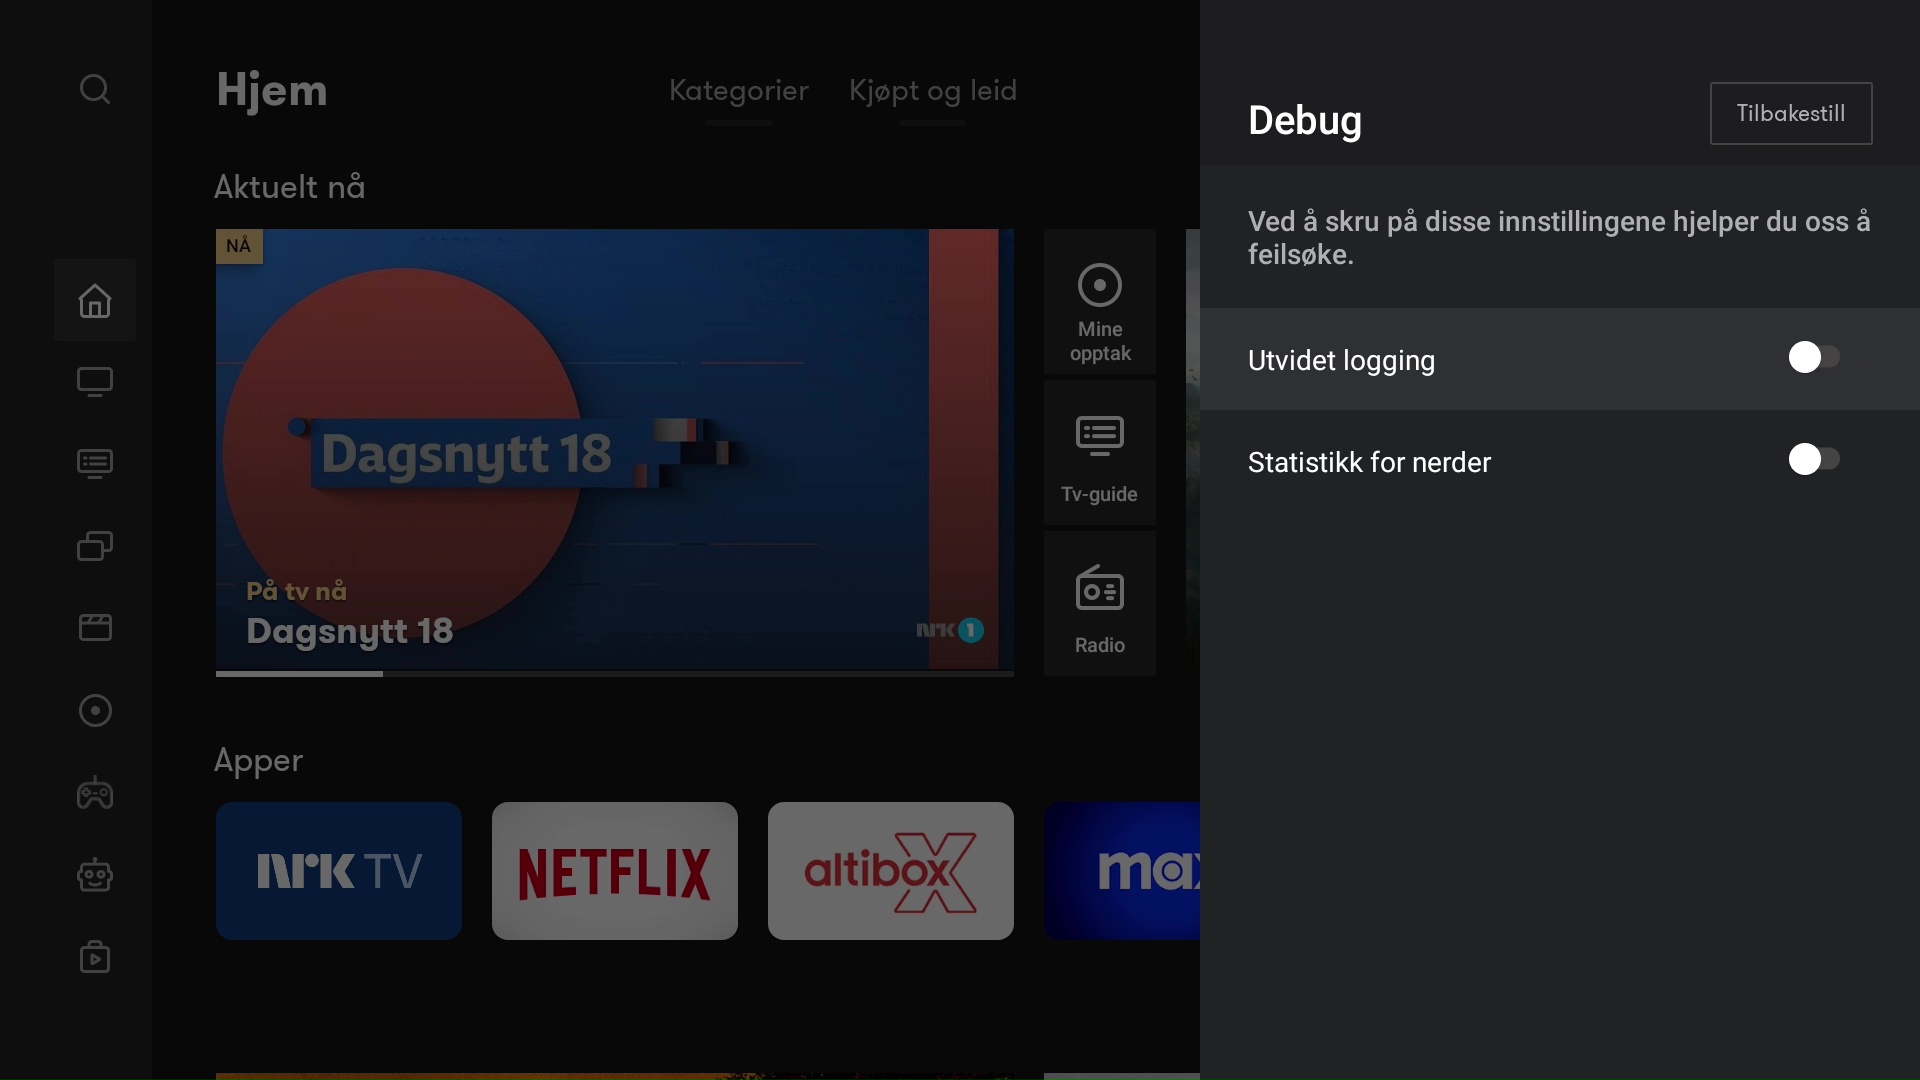 Hjem
Kategorier
Kjøpt og leid
Aktuelt nå
NÅ
Dagsnytt 18
På tv nå
Dagsnytt 18
NRK 1
Mine
opptak
Tv-guide
Radio
Apper
NRK TV
NETFLIX
altibox
max
Debug
Tilbakestill
Ved å skru på disse innstillingene hjelper du oss å
feilsøke.
Utvidet logging
Statistikk for nerder